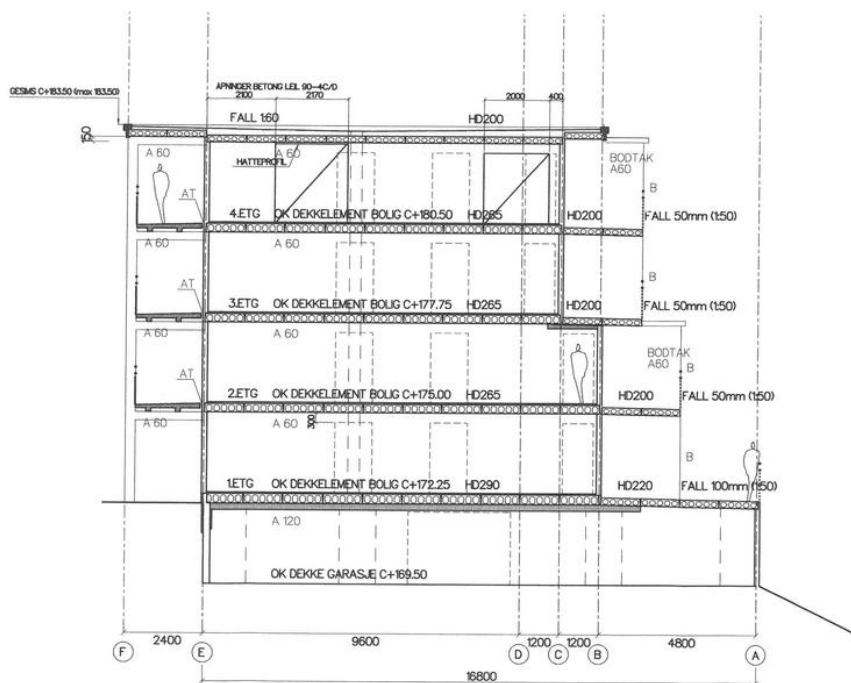 GESIMS C+183.50 (max 183.50)
APNINGER BETONG LEIL 90-4C/D
2100 2170 2000 400
FALL 1:60 HD200
150
A 60 A 60 BODTAK
A60
HATTEPROFIL
AT B
4.ETG OK DEKKELEMENT BOLIG C+180.50 HD265 HD200 FALL 50mm (1:50)
A 60 A 60
AT B
3.ETG OK DEKKELEMENT BOLIG C+177.75 HD265 HD200 FALL 50mm (1:50)
A 60 A 60 BODTAK
A60
AT B
2.ETG OK DEKKELEMENT BOLIG C+175.00 HD265 HD200 FALL 50mm (1:50)
A 60 A 60
300
B
1.ETG OK DEKKELEMENT BOLIG C+172.25 HD290 HD220 FALL 100mm (1:50)
A 120
OK DEKKE GARASJE C+169.50
2400 9600 1200 1200 4800
F E D C B A
16800